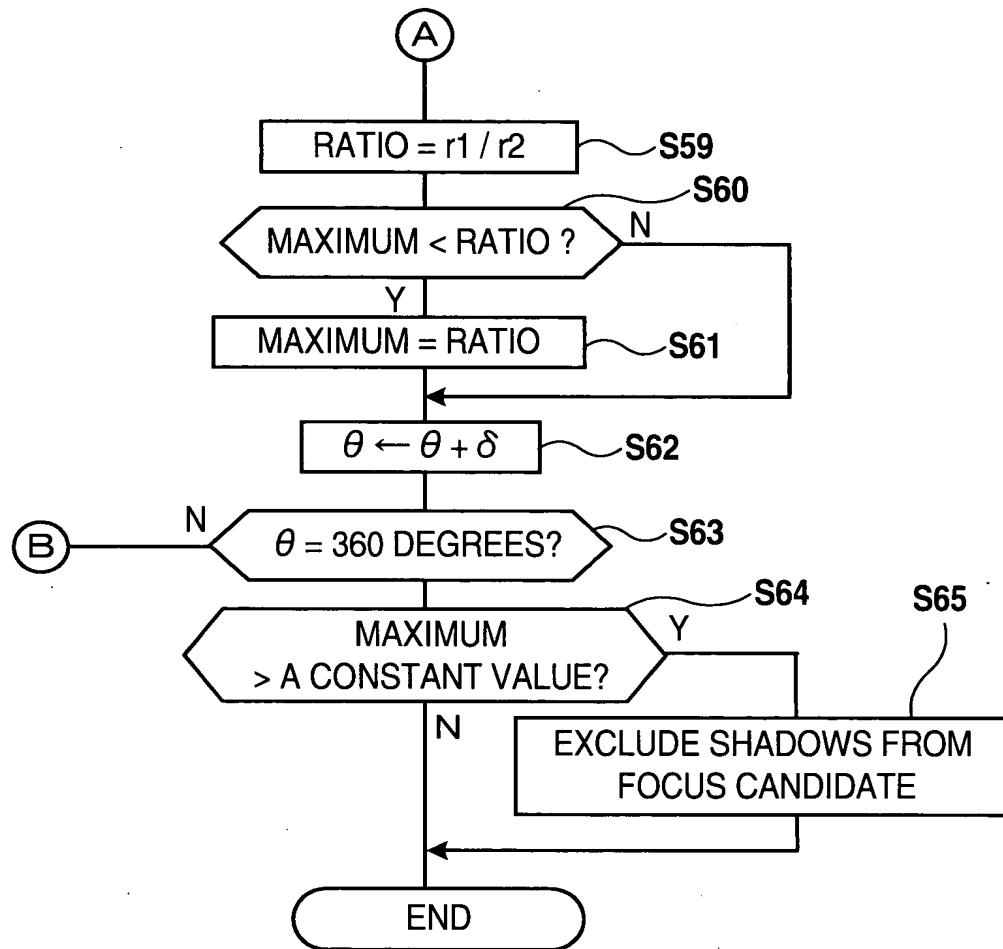 A
RATIO = r1 / r2
S59
S60
MAXIMUM < RATIO ?
N
Y
MAXIMUM = RATIO
S61
θ ← θ + δ
S62
N
B
θ = 360 DEGREES?
S63
S64
S65
MAXIMUM
> A CONSTANT VALUE?
Y
N
EXCLUDE SHADOWS FROM
FOCUS CANDIDATE
END